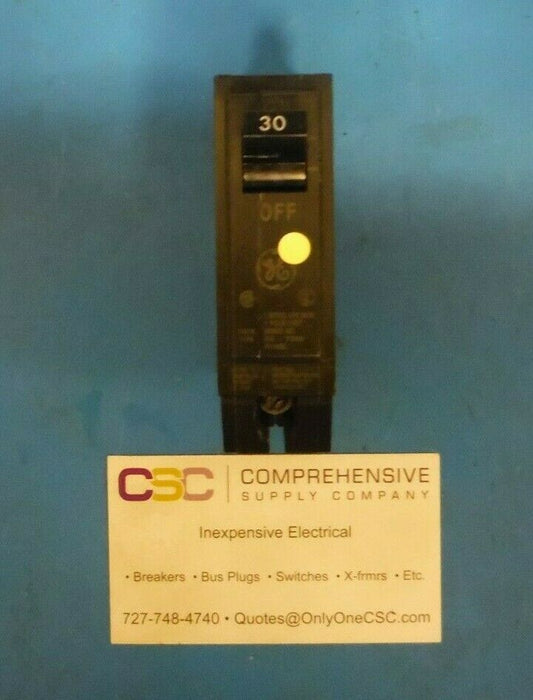 30
OFF
GE
CSC
COMPREHENSIVE
SUPPLY COMPANY
Inexpensive Electrical
• Breakers • Bus Plugs • Switches • X-frmrs • Etc.
727-748-4740 • Quotes@OnlyOneCSC.com